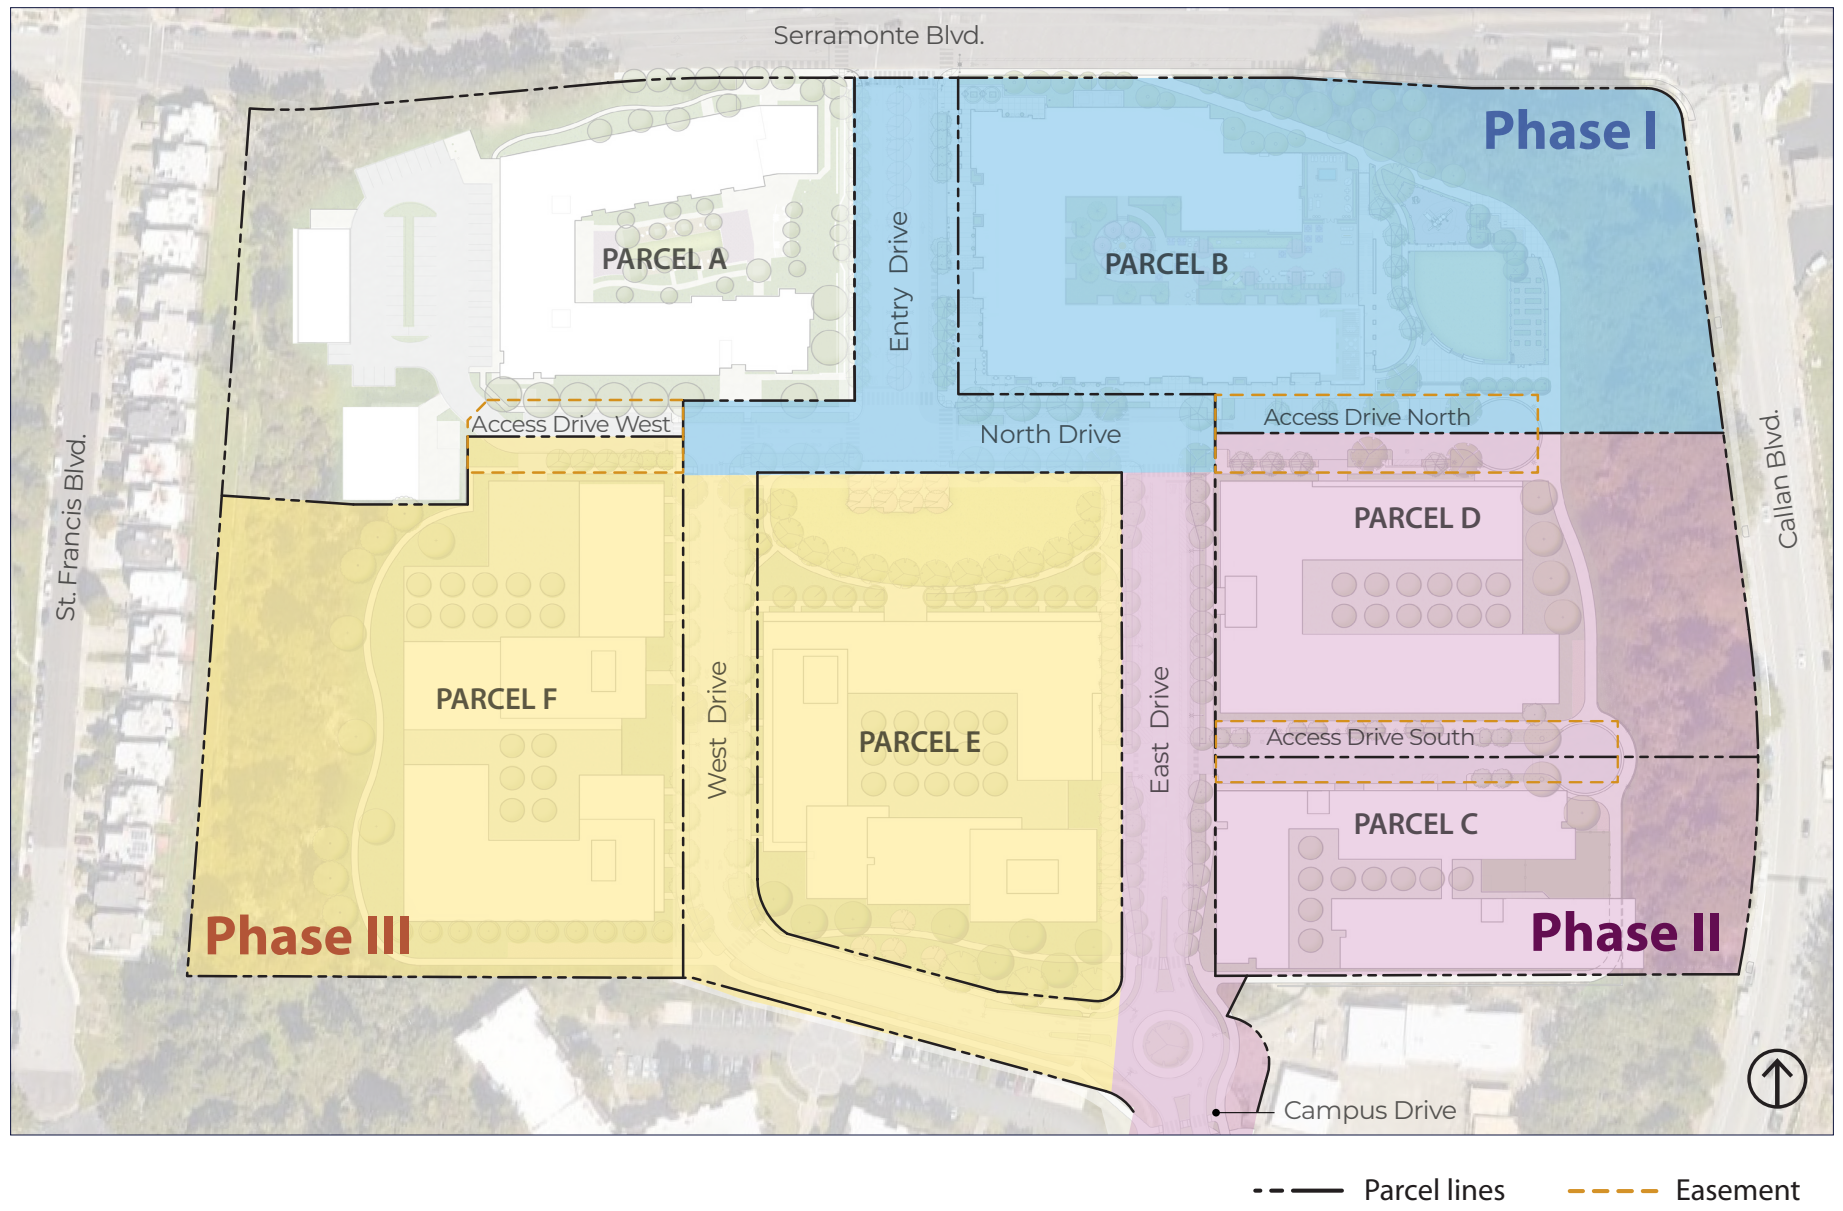 Serramonte Blvd.
Phase I
PARCEL A
PARCEL B
Entry Drive
Access Drive West
North Drive
Access Drive North
St. Francis Blvd.
Callan Blvd.
PARCEL D
PARCEL F
West Drive
PARCEL E
East Drive
Access Drive South
PARCEL C
Phase III
Phase II
Campus Drive
Parcel lines
Easement